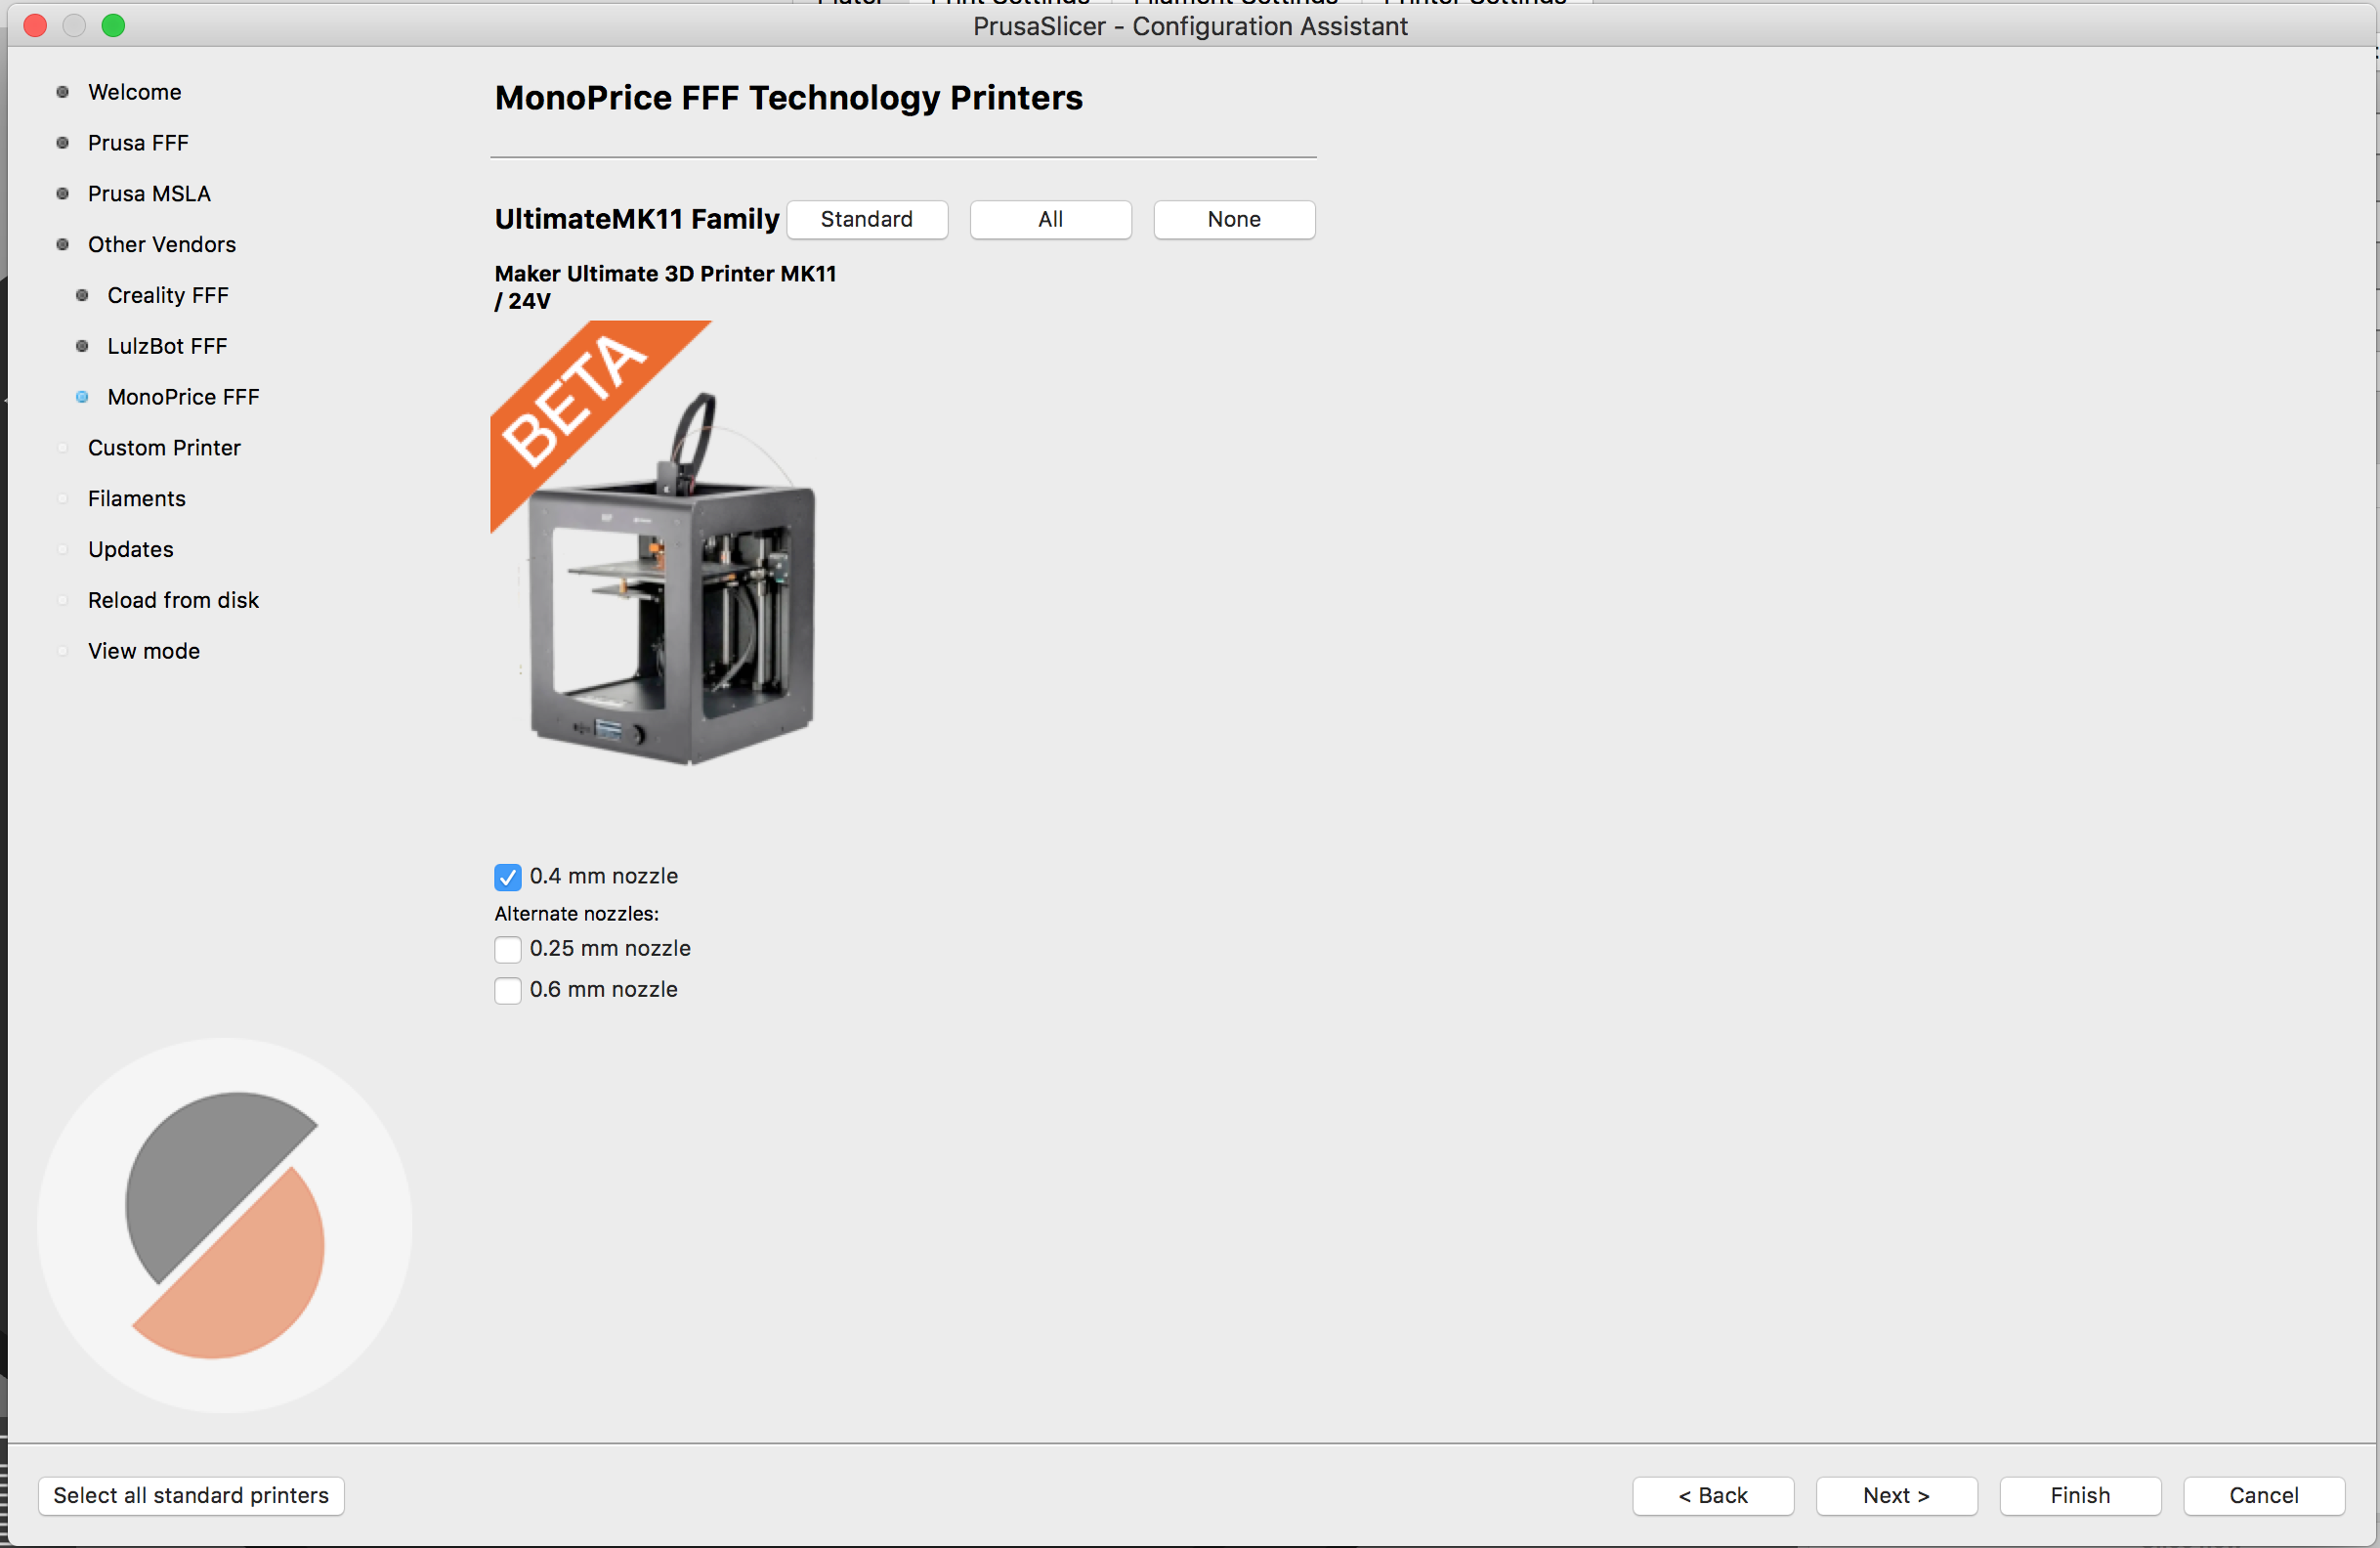 PrusaSlicer - Configuration Assistant
Welcome
Prusa FFF
Prusa MSLA
Other Vendors
Creality FFF
LulzBot FFF
MonoPrice FFF
Custom Printer
Filaments
Updates
Reload from disk
View mode
MonoPrice FFF Technology Printers
UltimateMK11 Family
Standard
All
None
Maker Ultimate 3D Printer MK11
/ 24V
BETA
0.4 mm nozzle
Alternate nozzles:
0.25 mm nozzle
0.6 mm nozzle
Select all standard printers
< Back
Next >
Finish
Cancel